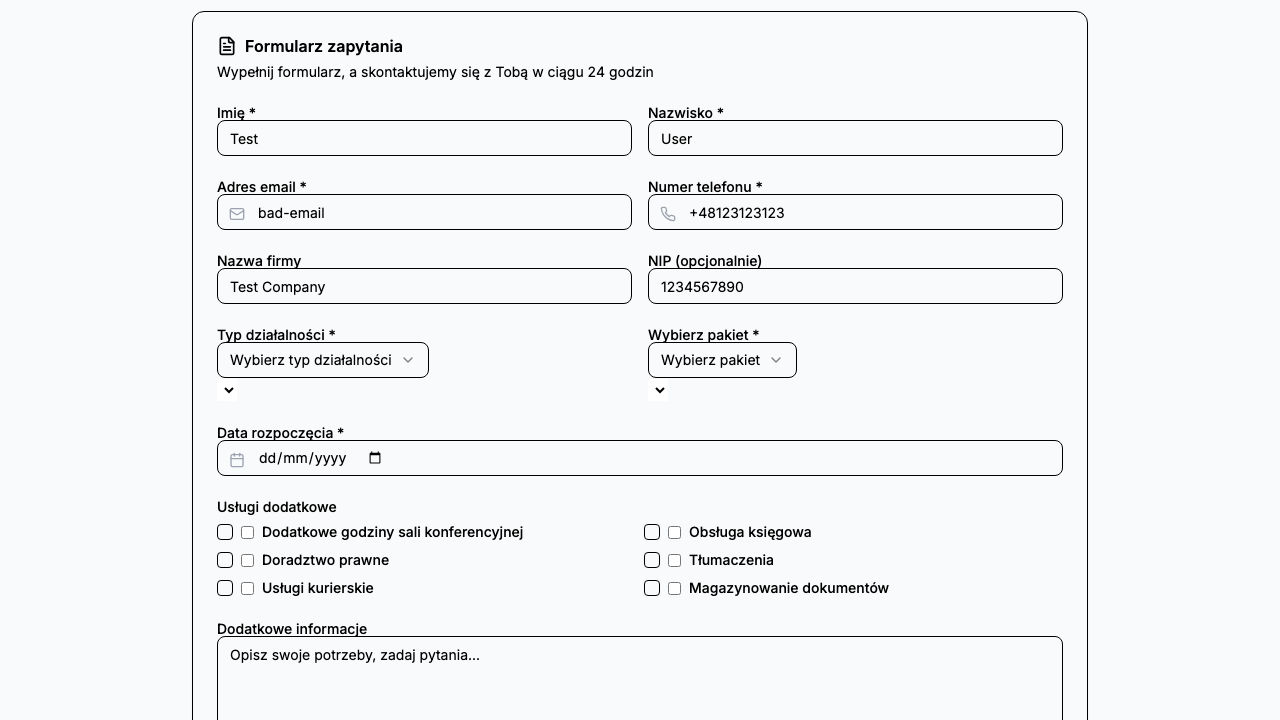 Formularz zapytania
Wypełnij formularz, a skontaktujemy się z Tobą w ciągu 24 godzin
Imię *
Nazwisko *
Test
User
Adres email *
Numer telefonu *
bad-email
+48123123123
Nazwa firmy
NIP (opcjonalnie)
Test Company
1234567890
Typ działalności *
Wybierz pakiet *
Wybierz typ działalności
Wybierz pakiet
Data rozpoczęcia *
dd/mm/yyyy
Usługi dodatkowe
Dodatkowe godziny sali konferencyjnej
Obsługa księgowa
Doradztwo prawne
Tłumaczenia
Usługi kurierskie
Magazynowanie dokumentów
Dodatkowe informacje
Opisz swoje potrzeby, zadaj pytania...